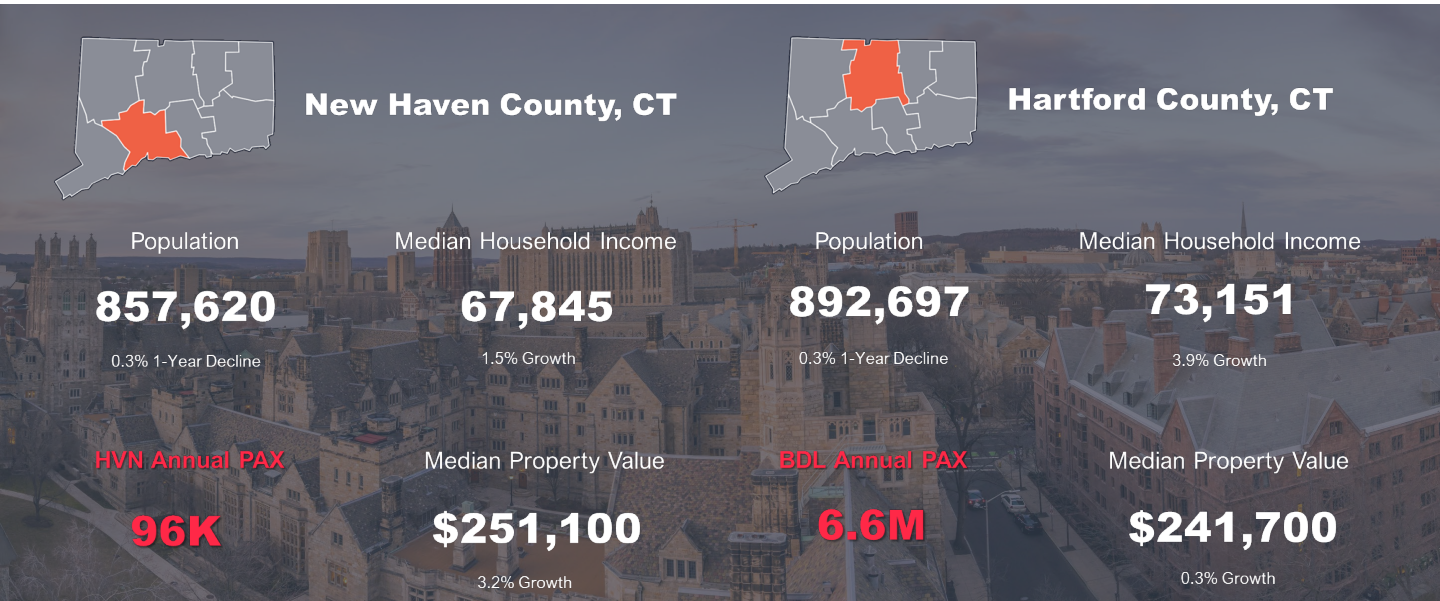 New Haven County, CT
Population
857,620
0.3% 1-Year Decline
Median Household Income
67,845
1.5% Growth
HVN Annual PAX
96K
Median Property Value
$251,100
3.2% Growth
Hartford County, CT
Population
892,697
0.3% 1-Year Decline
Median Household Income
73,151
3.9% Growth
BDL Annual PAX
6.6M
Median Property Value
$241,700
0.3% Growth